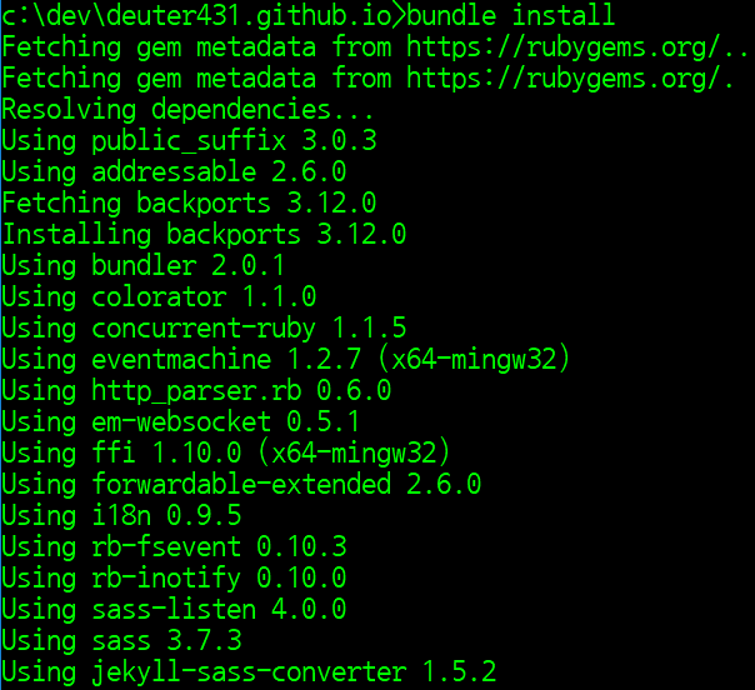 c:\dev\deuter431.github.io>bundle install
Fetching gem metadata from https://rubygems.org/..
Fetching gem metadata from https://rubygems.org/.
Resolving dependencies...
Using public_suffix 3.0.3
Using addressable 2.6.0
Fetching backports 3.12.0
Installing backports 3.12.0
Using bundler 2.0.1
Using colorator 1.1.0
Using concurrent-ruby 1.1.5
Using eventmachine 1.2.7 (x64-mingw32)
Using http_parser.rb 0.6.0
Using em-websocket 0.5.1
Using ffi 1.10.0 (x64-mingw32)
Using forwardable-extended 2.6.0
Using i18n 0.9.5
Using rb-fsevent 0.10.3
Using rb-inotify 0.10.0
Using sass-listen 4.0.0
Using sass 3.7.3
Using jekyll-sass-converter 1.5.2